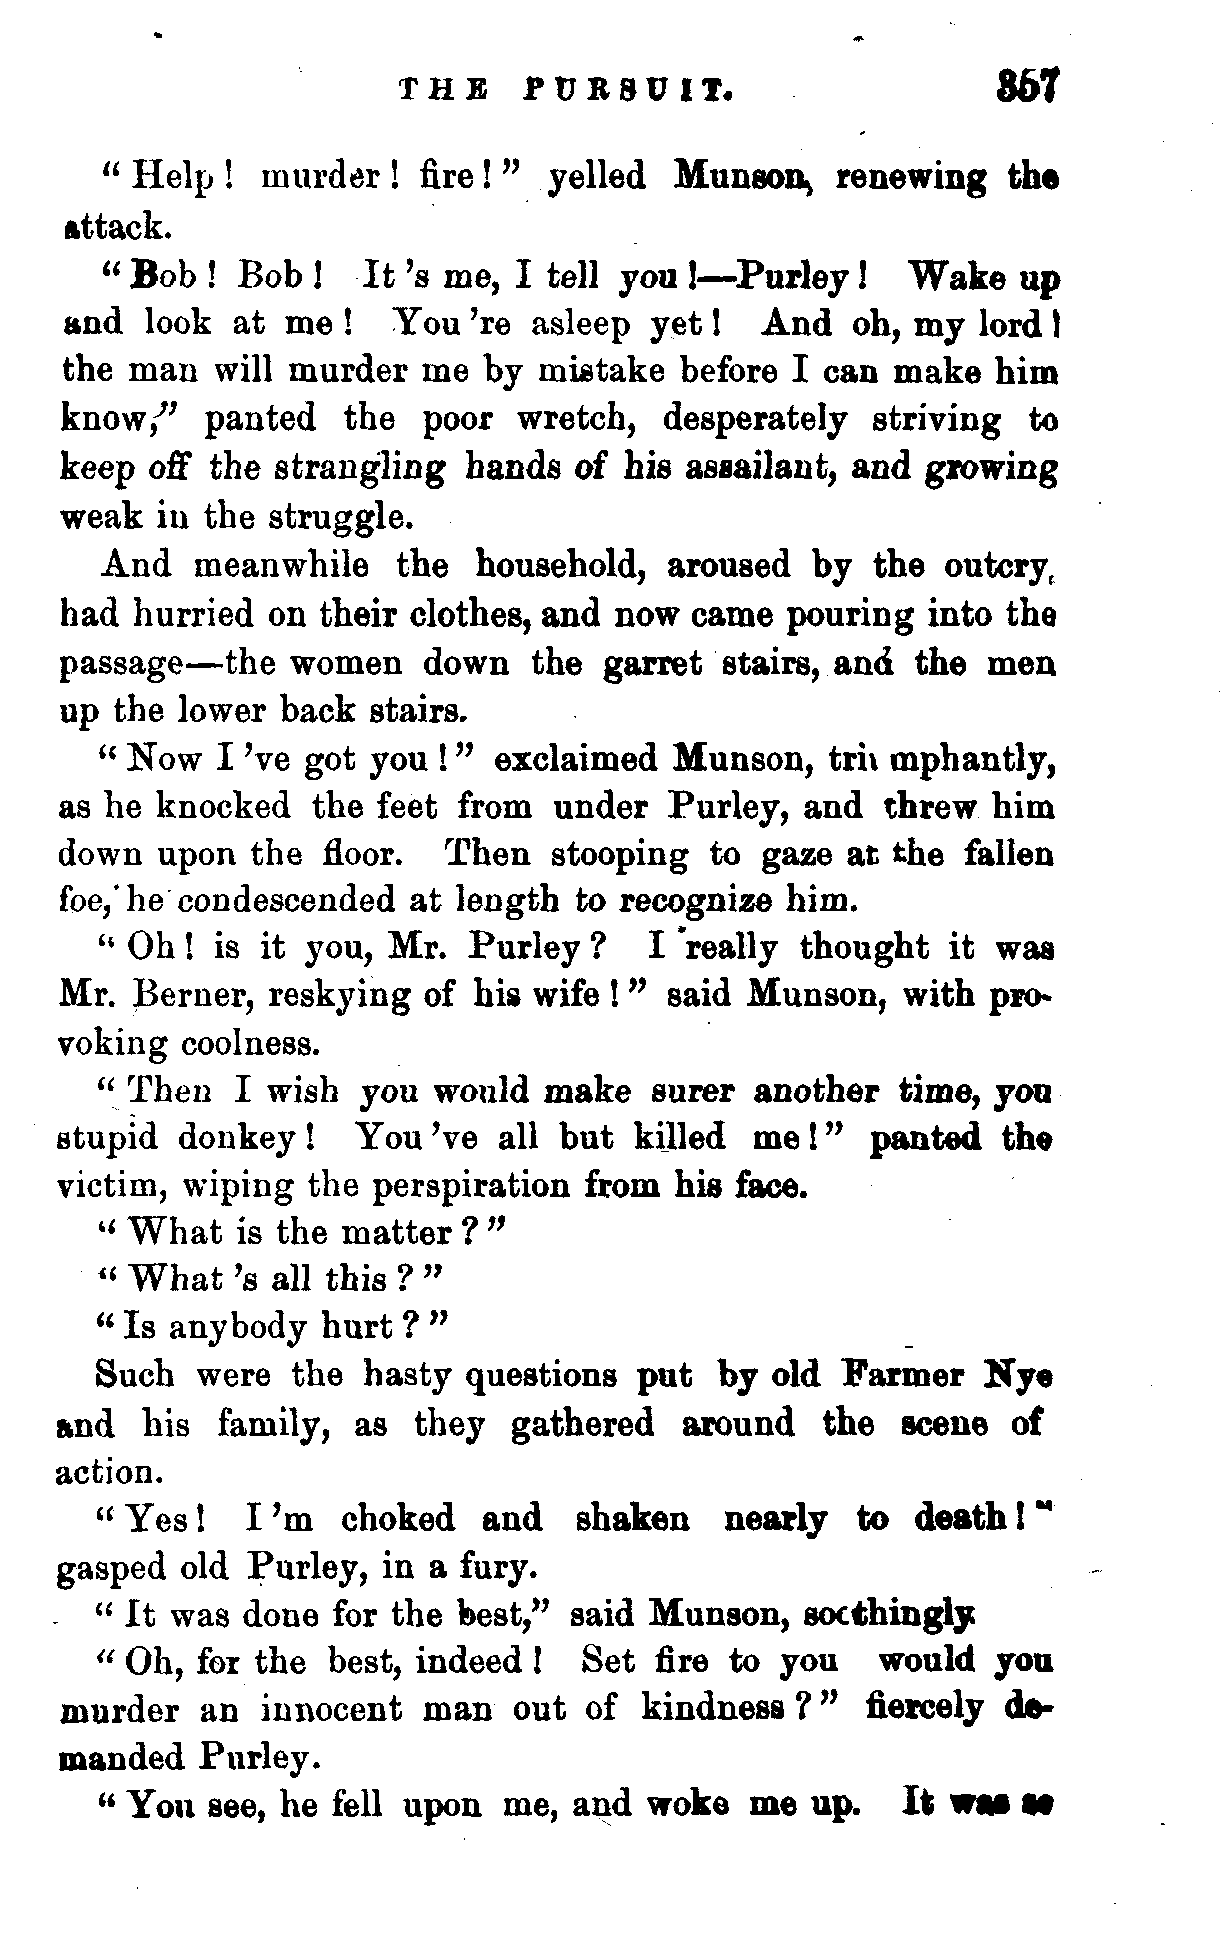 THE PURSUIT. 357
“Help! murder! fire!” yelled Munson, renewing the
attack.
“Bob! Bob! It's me, I tell you!—Purley! Wake up
and look at me! You're asleep yet! And oh, my lord!
the man will murder me by mistake before I can make him
know,” panted the poor wretch, desperately striving to
keep off the strangling hands of his assailant, and growing
weak in the struggle.
And meanwhile the household, aroused by the outcry,
had hurried on their clothes, and now came pouring into the
passage—the women down the garret stairs, and the men
up the lower back stairs.
“Now I've got you!” exclaimed Munson, triumphantly,
as he knocked the feet from under Purley, and threw him
down upon the floor. Then stooping to gaze at the fallen
foe, he condescended at length to recognize him.
“Oh! is it you, Mr. Purley? I really thought it was
Mr. Berner, reskying of his wife!” said Munson, with pro-
voking coolness.
“Then I wish you would make surer another time, you
stupid donkey! You've all but killed me!” panted the
victim, wiping the perspiration from his face.
“What is the matter?”
“What's all this?”
“Is anybody hurt?”
Such were the hasty questions put by old Farmer Nye
and his family, as they gathered around the scene of
action.
“Yes! I'm choked and shaken nearly to death!”
gasped old Purley, in a fury.
“It was done for the best,” said Munson, soothingly.
“Oh, for the best, indeed! Set fire to you would you
murder an innocent man out of kindness?” fiercely de-
manded Purley.
“You see, he fell upon me, and woke me up. It was so